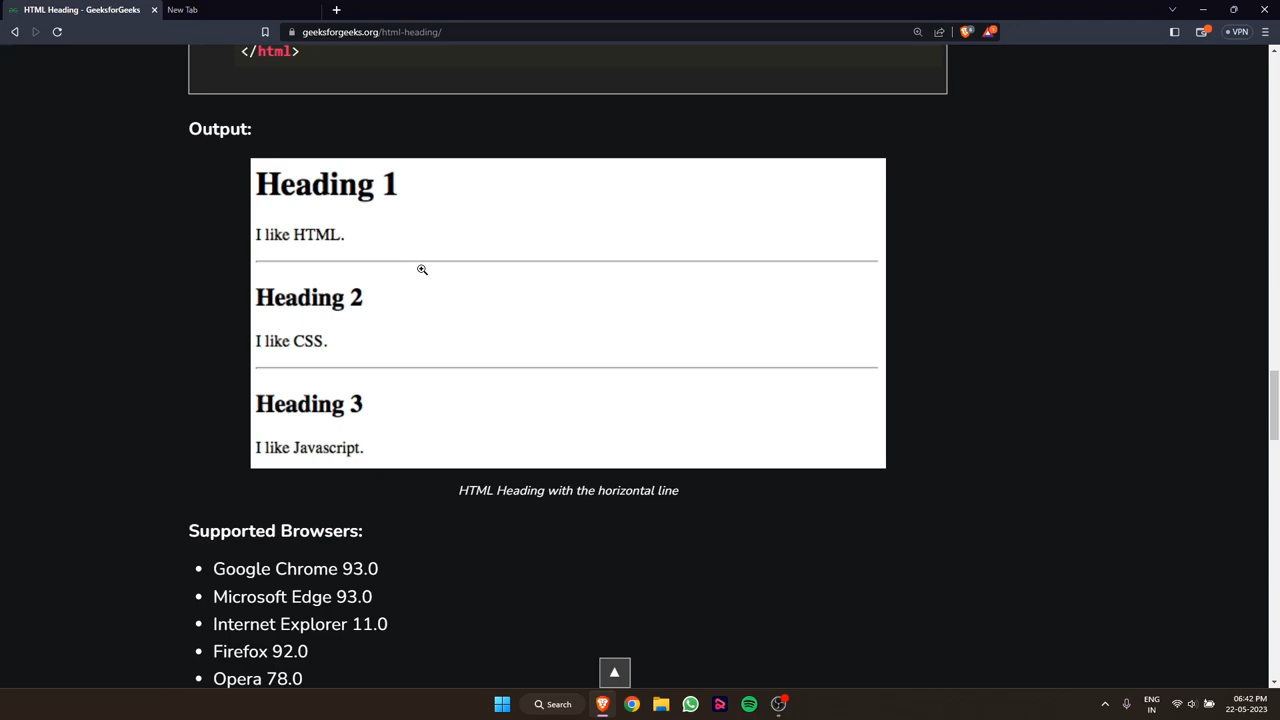 HTML Heading - GeeksforGeeks
New Tab
geeksforgeeks.org/html-heading/
VPN
</html>
Output:
Heading 1
I like HTML.
Heading 2
I like CSS.
Heading 3
I like Javascript.
HTML Heading with the horizontal line
Supported Browsers:
Google Chrome 93.0
Microsoft Edge 93.0
Internet Explorer 11.0
Firefox 92.0
Opera 78.0
Search
ENG
IN
06:42 PM
22-05-2023